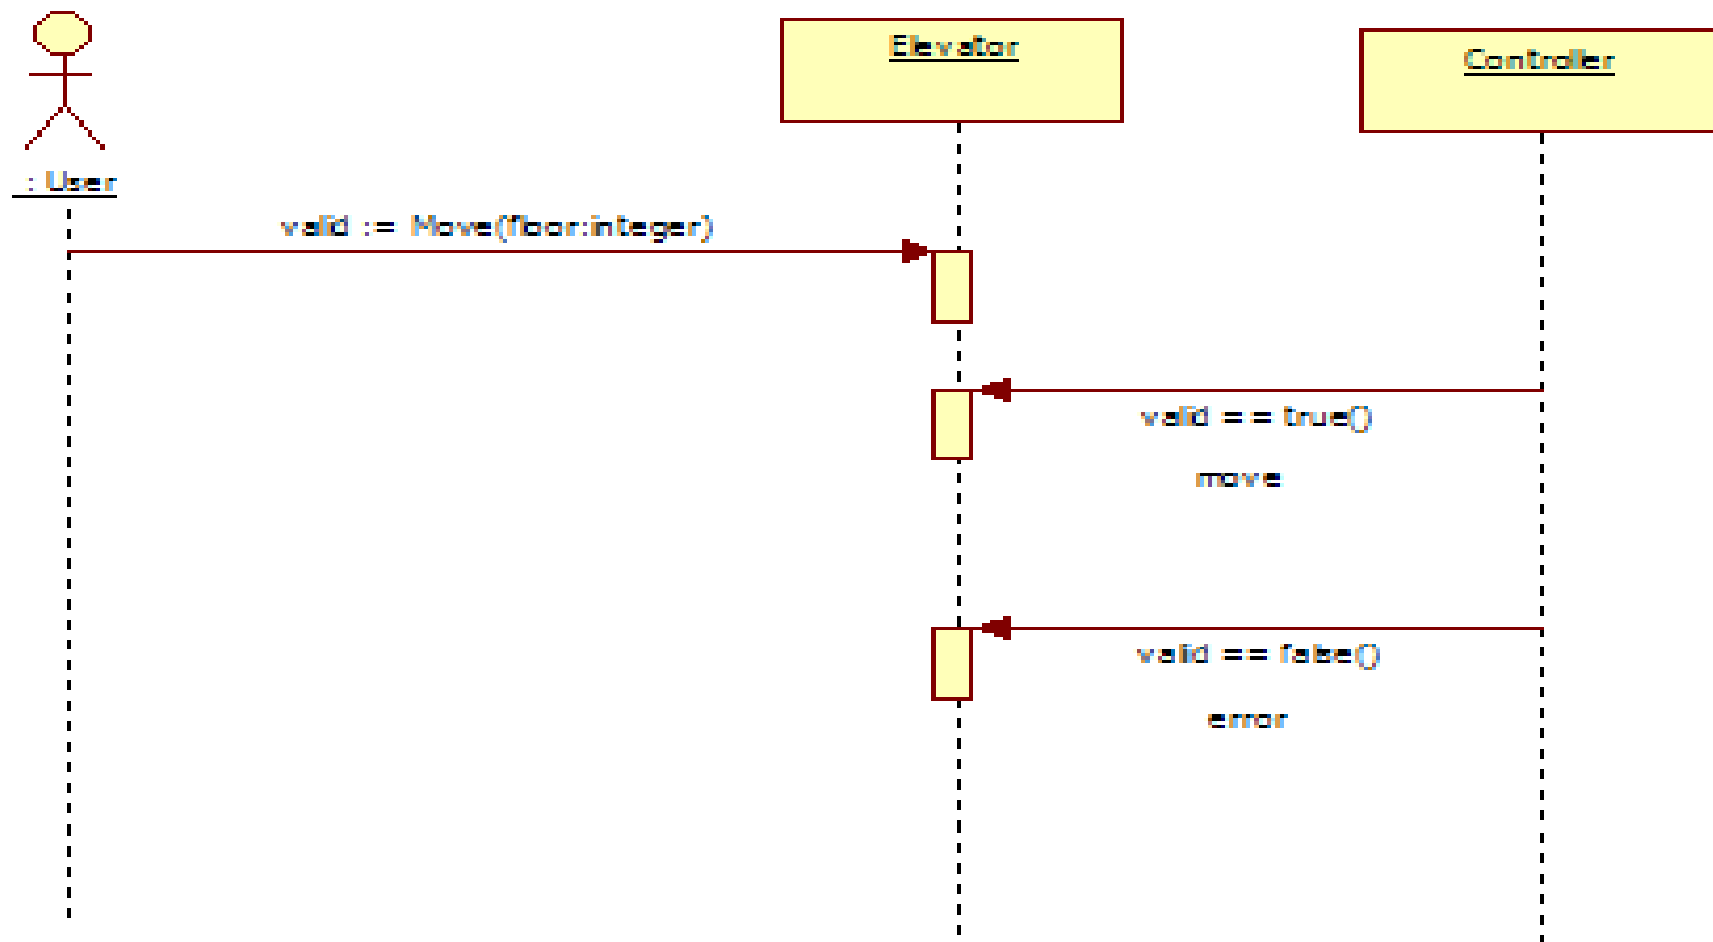 Elevator
Controller
: User
valid := Move(floor:integer)
valid == true()
move
valid == false()
error